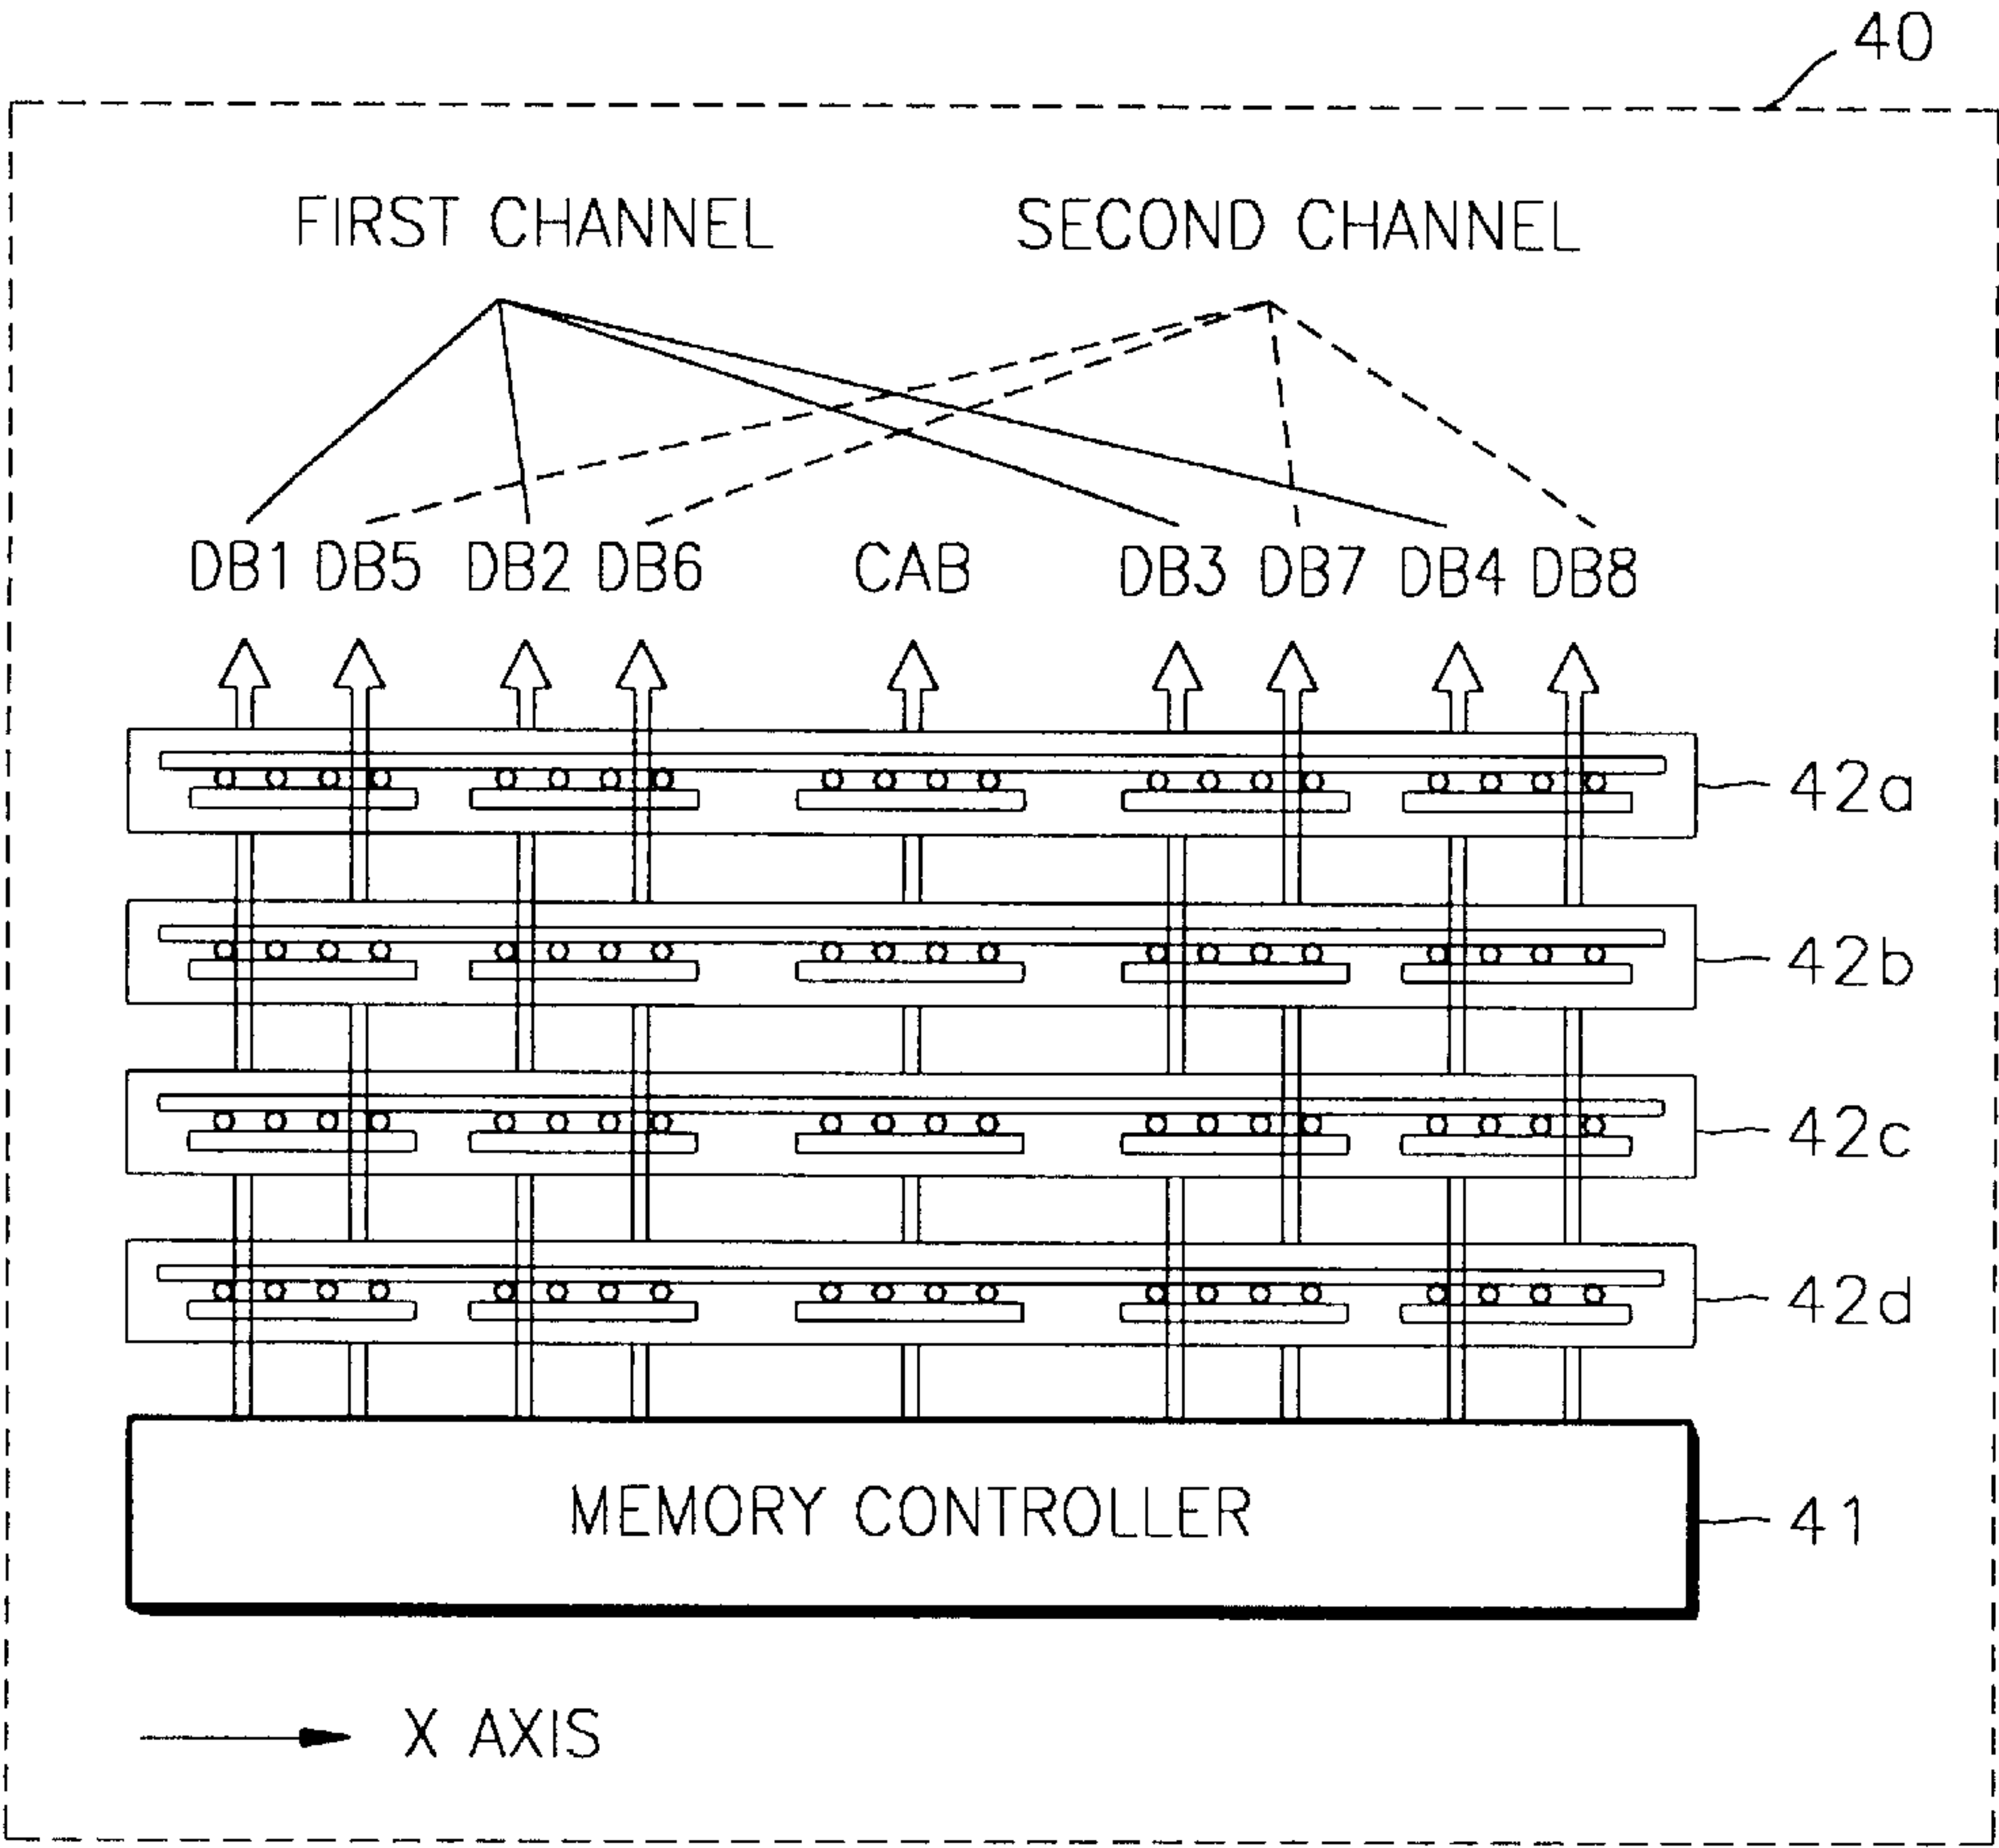 40
FIRST CHANNEL SECOND CHANNEL
DB1 DB5 DB2 DB6 CAB DB3 DB7 DB4 DB8
42a
42b
42c
42d
MEMORY CONTROLLER 41
X AXIS